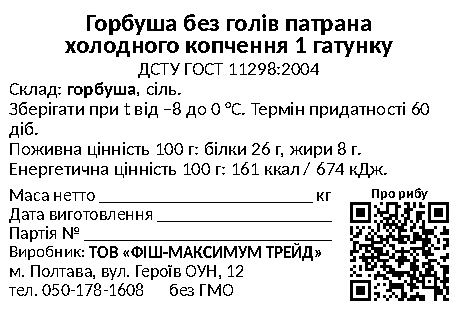 Горбуша без голів патрана
холодного копчення 1 гатунку
ДСТУ ГОСТ 11298:2004
Склад: горбуша, сіль.
Зберігати при t від –8 до 0 °С. Термін придатності 60
діб.
Поживна цінність 100 г: білки 26 г, жири 8 г.
Енергетична цінність 100 г: 161 ккал / 674 кДж.
Маса нетто ________________________ кг
Про рибу
Дата виготовлення ____________________
Партія № ____________________________
Виробник: ТОВ «ФІШ-МАКСИМУМ ТРЕЙД»
м. Полтава, вул. Героїв ОУН, 12
тел. 050-178-1608 без ГМО